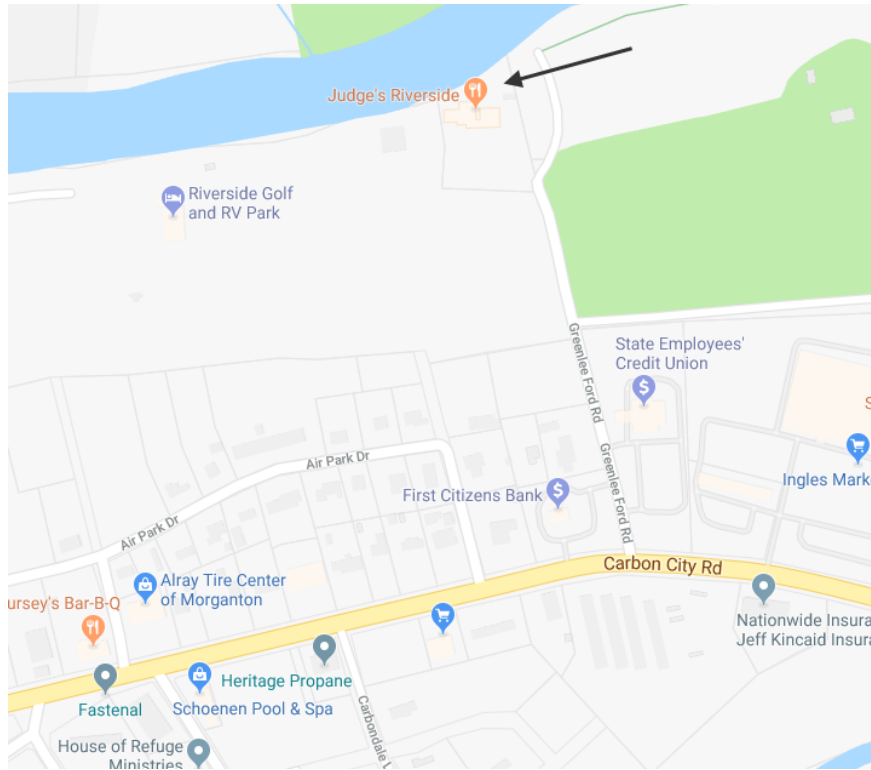 Judge's Riverside
Riverside Golf
and RV Park
Greenlee Ford Rd
State Employees'
Credit Union
S
Air Park Dr
Greenlee Ford Rd
Ingles Mark
First Citizens Bank
Air Park Dr
Carbon City Rd
Alray Tire Center
of Morganton
ursey's Bar-B-Q
Nationwide Insura
Jeff Kincaid Insura
Heritage Propane
Fastenal
Schoenen Pool & Spa
Carbondale L
House of Refuge
Ministries